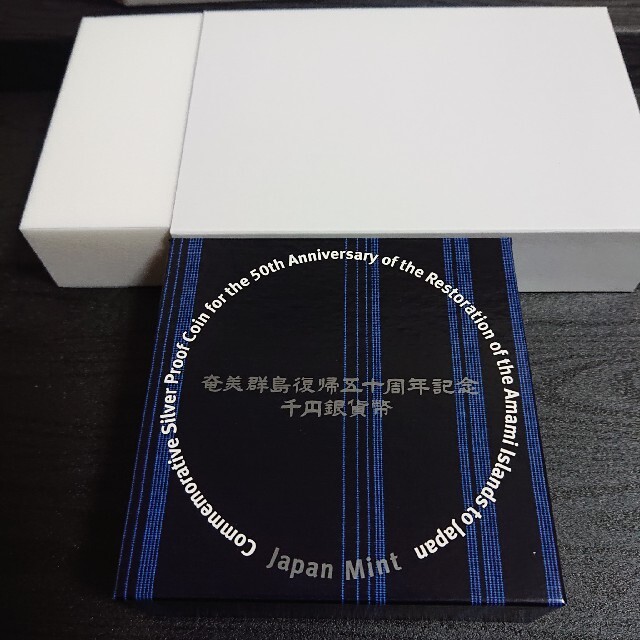 Commemorative Silver Proof Coin for the 50th Anniversary of the Restoration of the Amami Islands to Japan
奄美群島復帰五十周年記念
千円銀貨幣
Japan Mint